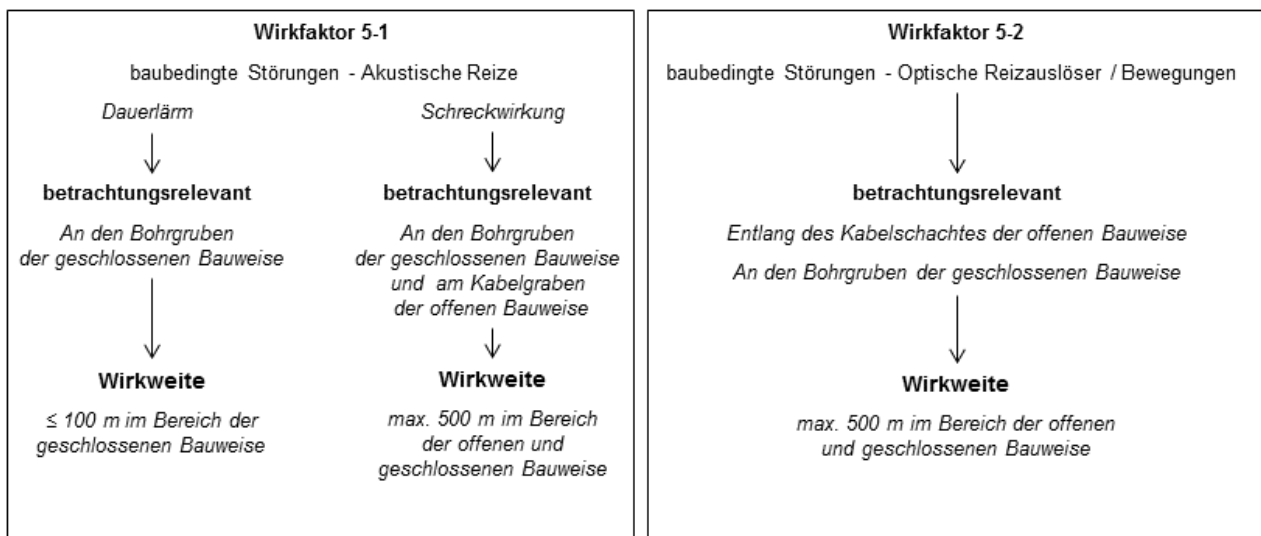 Wirkfaktor 5-1
baubedingte Störungen - Akustische Reize
Dauerlärm
betrachtungsrelevant
An den Bohrgruben
der geschlossenen Bauweise
Wirkweite
≤ 100 m im Bereich der
geschlossenen Bauweise
Schreckwirkung
betrachtungsrelevant
An den Bohrgruben
der geschlossenen Bauweise
und am Kabelgraben
der offenen Bauweise
Wirkweite
max. 500 m im Bereich
der offenen und
geschlossenen Bauweise
Wirkfaktor 5-2
baubedingte Störungen - Optische Reizauslöser / Bewegungen
betrachtungsrelevant
Entlang des Kabelschachtes der offenen Bauweise
An den Bohrgruben der geschlossenen Bauweise
Wirkweite
max. 500 m im Bereich der offenen
und geschlossenen Bauweise